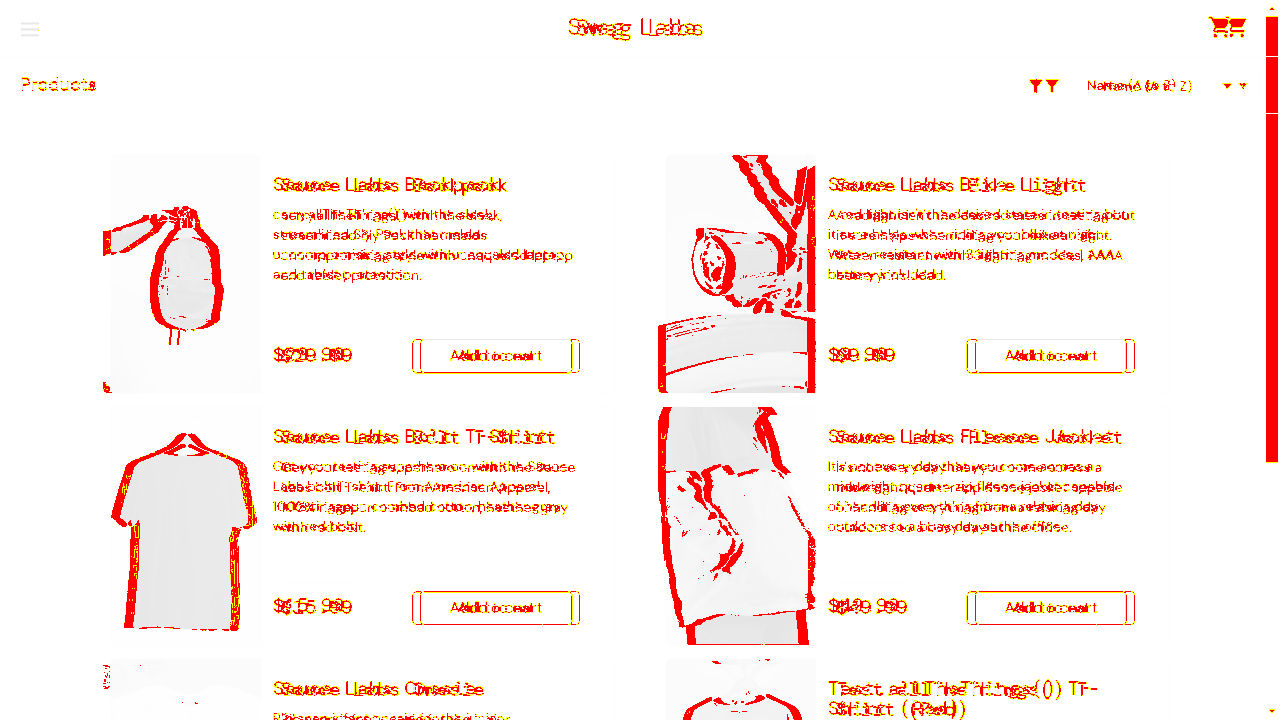 Swag Labs
Products
Name (A to Z)
Sauce Labs Backpack
carry.allTheThings() with the sleek,
streamlined Sly Pack that melds
uncompromising style with unequaled laptop
and tablet protection.
Add to cart
Sauce Labs Bike Light
A red light isn't the desired state in testing but
it sure helps when riding your bike at night.
Water-resistant with 3 lighting modes, 1 AAA
battery included.
$9.99
Add to cart
Sauce Labs Bolt T-Shirt
Get your testing superhero on with the Sauce
Labs bolt T-shirt. From American Apparel,
100% ringspun combed cotton, heather gray
with red bolt.
$15.99
Add to cart
Sauce Labs Fleece Jacket
It's not every day that you come across a
midweight quarter-zip fleece jacket capable
of handling everything from a relaxing day
outdoors to a busy day at the office.
$49.99
Add to cart
Sauce Labs Onesie
Test.allTheThings() T-
Shirt (Red)